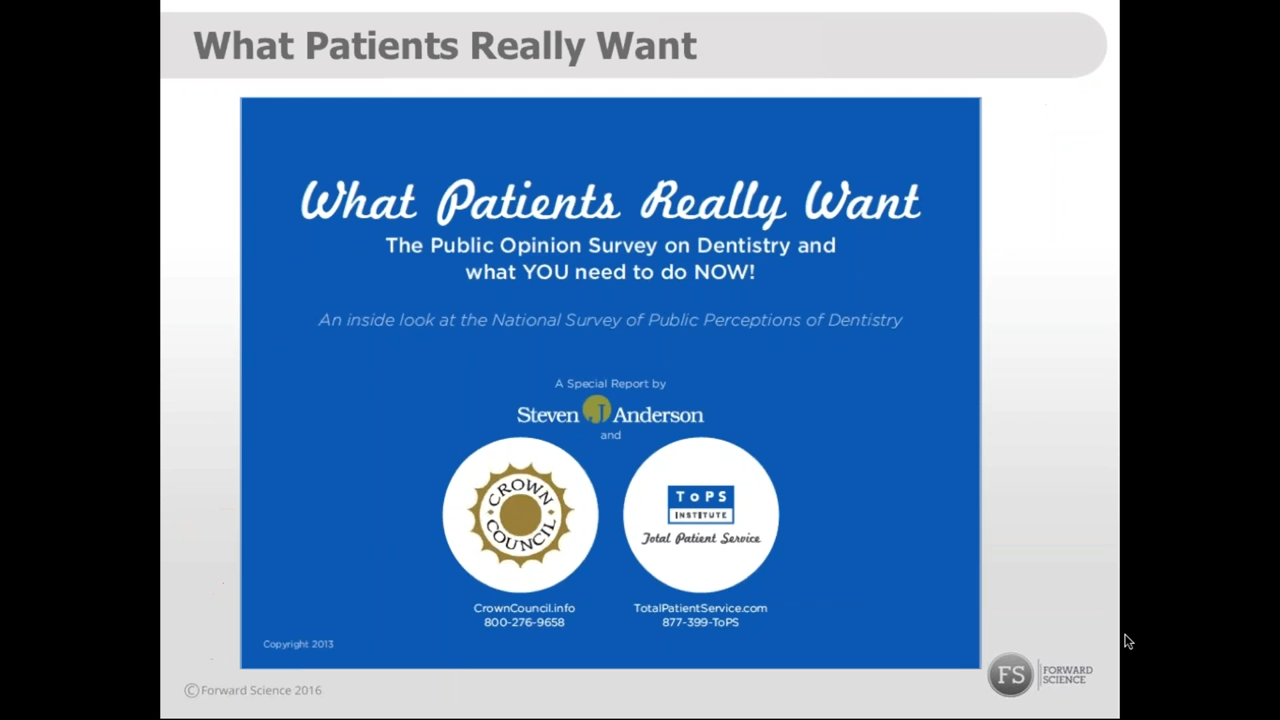 What Patients Really Want
What Patients Really Want
The Public Opinion Survey on Dentistry and
what YOU need to do NOW!
An inside look at the National Survey of Public Perceptions of Dentistry
A Special Report by
Steven J Anderson
and
CROWN COUNCIL
ToPS
INSTITUTE
Total Patient Service
CrownCouncil.info
800-276-9658
TotalPatientService.com
877-399-ToPS
Copyright 2013
©Forward Science 2016
FS
FORWARD
SCIENCE